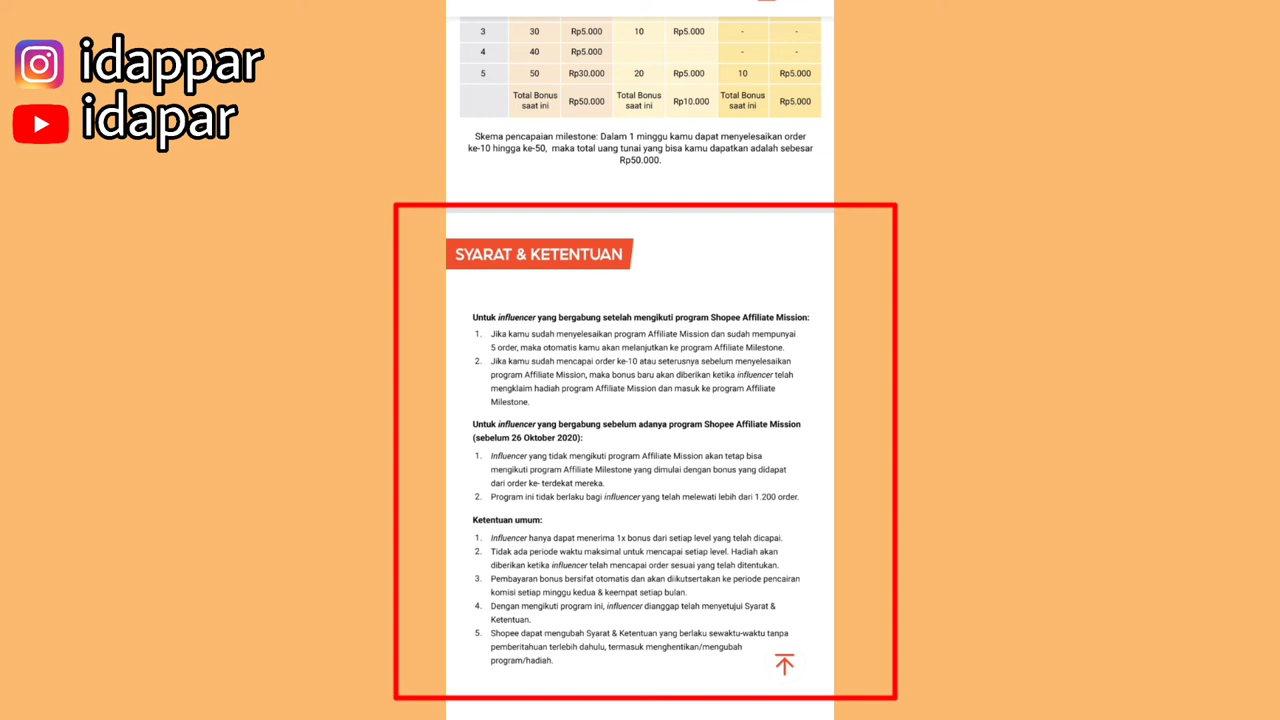 idappar
idapar
3 30 Rp5.000 10 Rp5.000 - -
4 40 Rp5.000 - -
5 50 Rp30.000 20 Rp5.000 10 Rp5.000
Total Bonus saat ini Rp50.000 Total Bonus saat ini Rp10.000 Total Bonus saat ini Rp5.000
Skema pencapaian milestone: Dalam 1 minggu kamu dapat menyelesaikan order
ke-10 hingga ke-50, maka total uang tunai yang bisa kamu dapatkan adalah sebesar
Rp50.000.
SYARAT & KETENTUAN
Untuk influencer yang bergabung setelah mengikuti program Shopee Affiliate Mission:
1. Jika kamu sudah menyelesaikan program Affiliate Mission dan sudah mempunyai
5 order, maka otomatis kamu akan melanjutkan ke program Affiliate Milestone.
2. Jika kamu sudah mencapai order ke-10 atau seterusnya sebelum menyelesaikan
program Affiliate Mission, maka bonus baru akan diberikan ketika influencer telah
mengklaim hadiah program Affiliate Mission dan masuk ke program Affiliate
Milestone.
Untuk influencer yang bergabung sebelum adanya program Shopee Affiliate Mission
(sebelum 26 Oktober 2020):
1. Influencer yang tidak mengikuti program Affiliate Mission akan tetap bisa
mengikuti program Affiliate Milestone yang dimulai dengan bonus yang didapat
dari order ke- terdekat mereka.
2. Program ini tidak berlaku bagi influencer yang telah melewati lebih dari 1.200 order.
Ketentuan umum:
1. Influencer hanya dapat menerima 1x bonus dari setiap level yang telah dicapai.
2. Tidak ada periode waktu maksimal untuk mencapai setiap level. Hadiah akan
diberikan ketika influencer telah mencapai order sesuai yang telah ditentukan.
3. Pembayaran bonus bersifat otomatis dan akan diikutsertakan ke periode pencairan
komisi setiap minggu kedua & keempat setiap bulan.
4. Dengan mengikuti program ini, influencer dianggap telah menyetujui Syarat &
Ketentuan.
5. Shopee dapat mengubah Syarat & Ketentuan yang berlaku sewaktu-waktu tanpa
pemberitahuan terlebih dahulu, termasuk menghentikan/mengubah
program/hadiah.